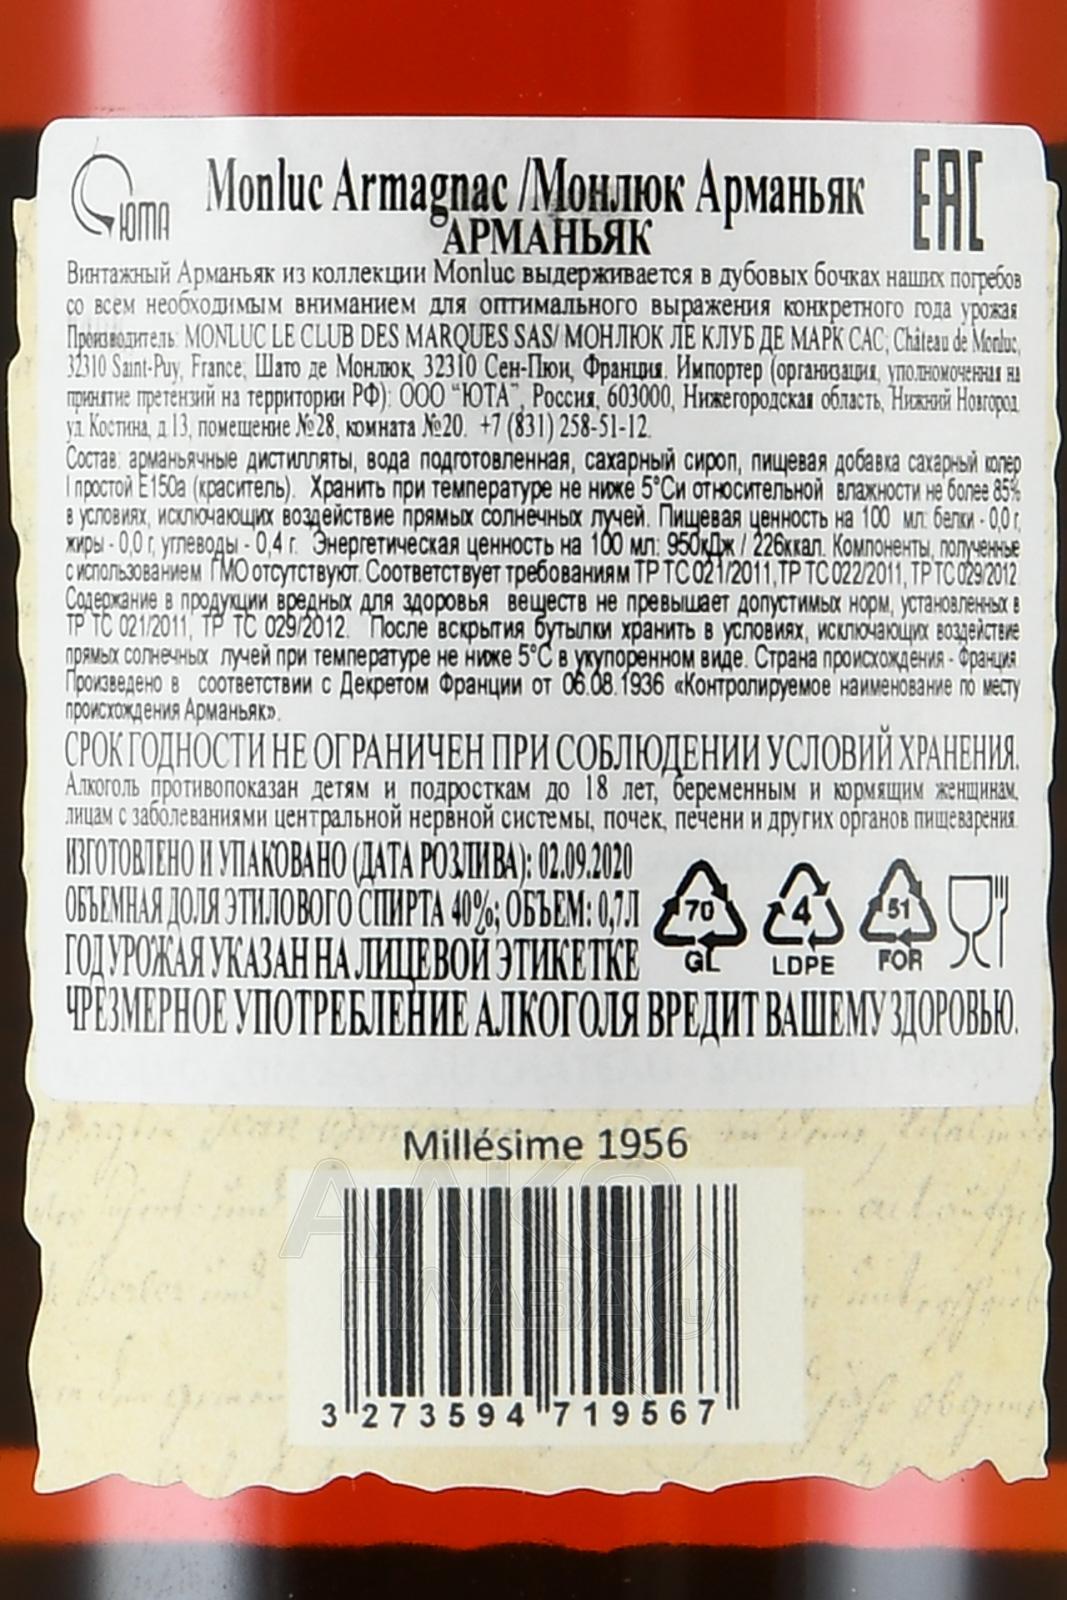 ЮТА
Monluc Armagnac /Монлюк Арманьяк
EAC
АРМАНЬЯК
Винтажный Арманьяк из коллекции Monluc выдерживается в дубовых бочках наших погребов
со всем необходимым вниманием для оптимального выражения конкретного года урожая
Производитель: MONLUC LE CLUB DES MARQUES SAS/ МОНЛЮК ЛЕ КЛУБ ДЕ МАРК САС; Château de Monluc,
32310 Saint-Puy, France; Шато де Монлюк, 32310 Сен-Пюи, Франция. Импортер (организация, уполномоченная на
принятие претензий на территории РФ): ООО “ЮТА”, Россия, 603000, Нижегородская область, Нижний Новгород,
ул. Костина, д.13, помещение №28, комната №20. +7 (831) 258-51-12.
Состав: арманьячные дистилляты, вода подготовленная, сахарный сироп, пищевая добавка сахарный колер
I простой Е150а (краситель). Хранить при температуре не ниже 5°Си относительной влажности не более 85%
в условиях, исключающих воздействие прямых солнечных лучей. Пищевая ценность на 100 мл: белки - 0,0 г,
жиры - 0,0 г, углеводы - 0,4 г. Энергетическая ценность на 100 мл: 950кДж / 226ккал. Компоненты, полученные
с использованием ГМО отсутствуют. Соответствует требованиям ТР ТС 021/2011, ТР ТС 022/2011, ТР ТС 029/2012.
Содержание в продукции вредных для здоровья веществ не превышает допустимых норм, установленных в
ТР ТС 021/2011, ТР ТС 029/2012. После вскрытия бутылки хранить в условиях, исключающих воздействие
прямых солнечных лучей при температуре не ниже 5°С в укупоренном виде. Страна происхождения - Франция.
Произведено в соответствии с Декретом Франции от 06.08.1936 «Контролируемое наименование по месту
происхождения Арманьяк».
СРОК ГОДНОСТИ НЕ ОГРАНИЧЕН ПРИ СОБЛЮДЕНИИ УСЛОВИЙ ХРАНЕНИЯ.
Алкоголь противопоказан детям и подросткам до 18 лет, беременным и кормящим женщинам,
лицам с заболеваниями центральной нервной системы, почек, печени и других органов пищеварения.
ИЗГОТОВЛЕНО И УПАКОВАНО (ДАТА РОЗЛИВА): 02.09.2020
ОБЪЕМНАЯ ДОЛЯ ЭТИЛОВОГО СПИРТА 40%; ОБЪЕМ: 0,7Л
ГОД УРОЖАЯ УКАЗАН НА ЛИЦЕВОЙ ЭТИКЕТКЕ
70 4 51
GL LDPE FOR
ЧРЕЗМЕРНОЕ УПОТРЕБЛЕНИЕ АЛКОГОЛЯ ВРЕДИТ ВАШЕМУ ЗДОРОВЬЮ.
Millésime 1956
АЛКО
ГЛАВА
3 273594 719567